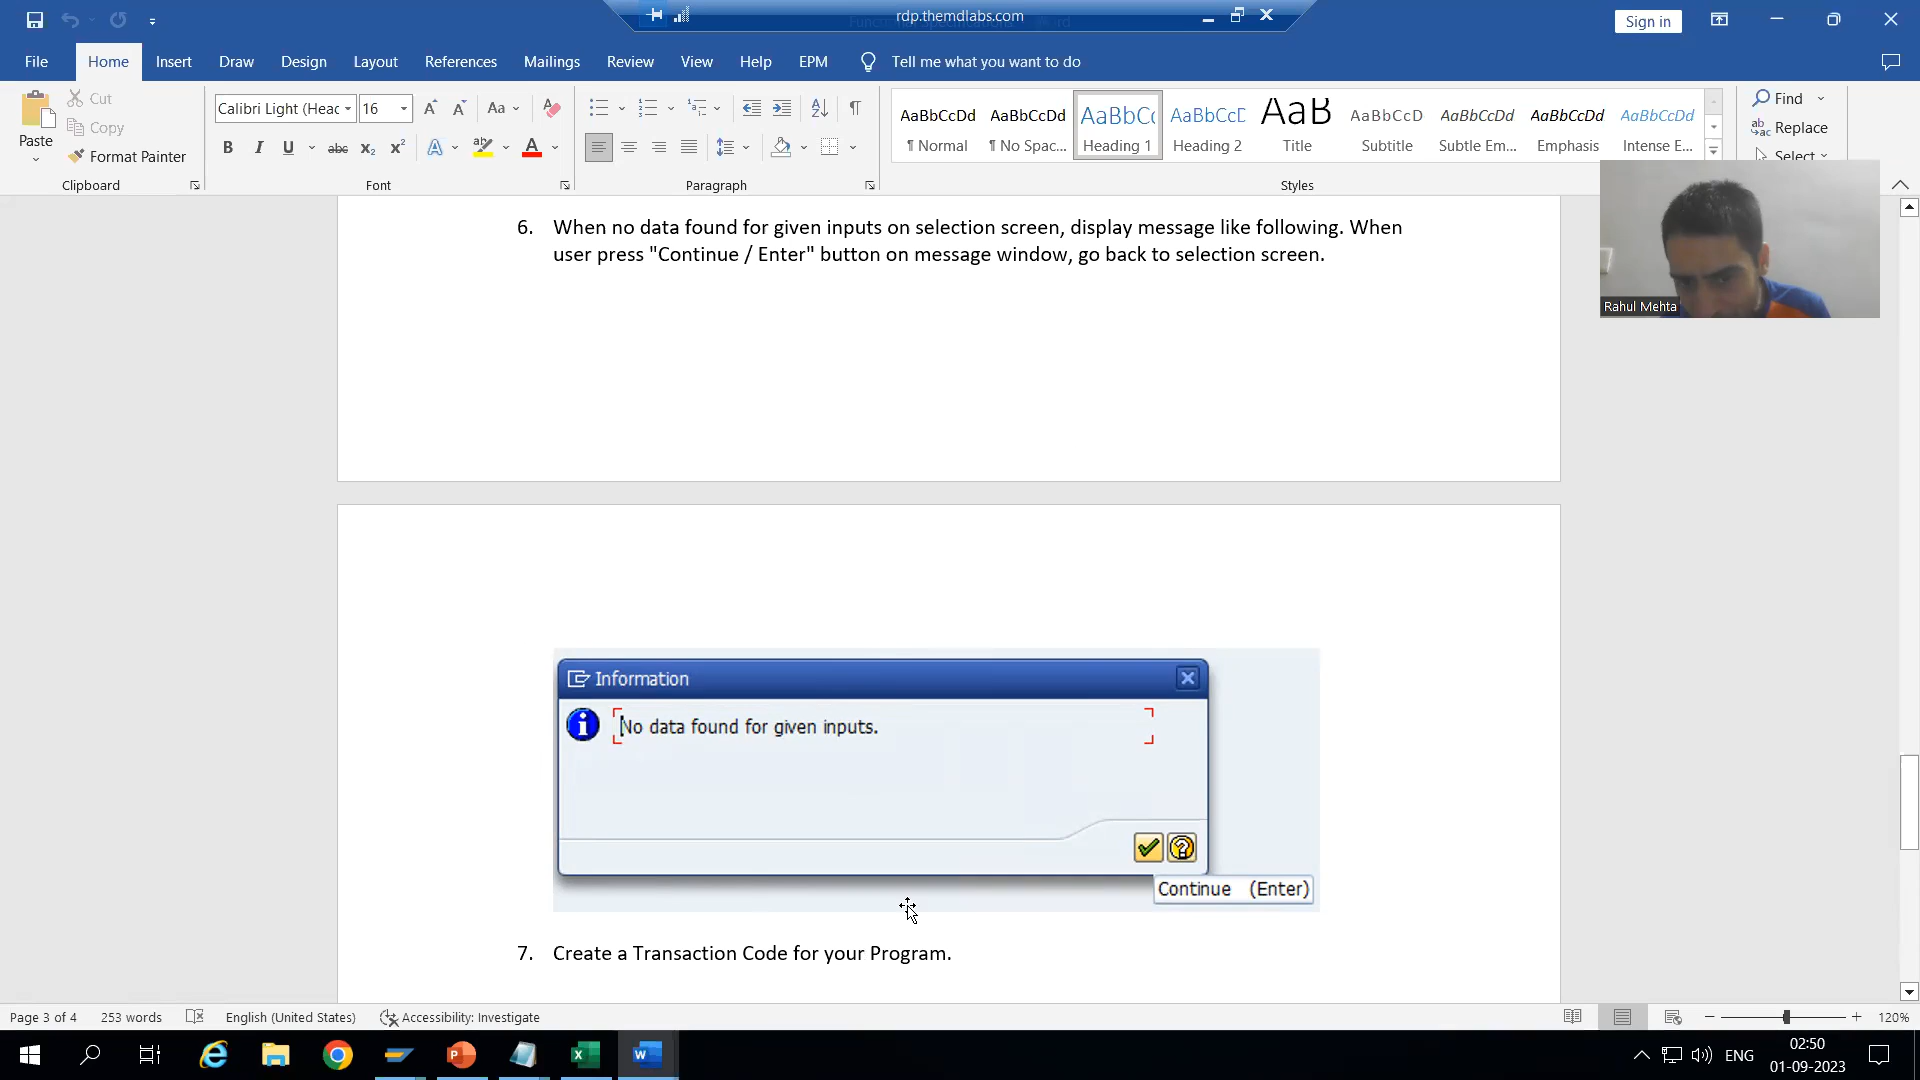 rdp.themdlabs.com
Sign in
File Home Insert Draw Design Layout References Mailings Review View Help EPM Tell me what you want to do
Paste
Cut
Copy
Format Painter
Clipboard
Calibri Light (Heac 16
Aa
B I U abc x₂ x² A A
Font
Paragraph
AaBbCcDd AaBbCcDd AaBbCc AaBbCcD AaB AaBbCcD AaBbCcDd AaBbCcDd AaBbCcDd
¶ Normal ¶ No Spac... Heading 1 Heading 2 Title Subtitle Subtle Em... Emphasis Intense E...
Styles
Find
Replace
Select
Rahul Mehta
6. When no data found for given inputs on selection screen, display message like following. When
user press "Continue / Enter" button on message window, go back to selection screen.
Information
No data found for given inputs.
Continue (Enter)
7. Create a Transaction Code for your Program.
Page 3 of 4 253 words English (United States) Accessibility: Investigate
120%
ENG
02:50
01-09-2023